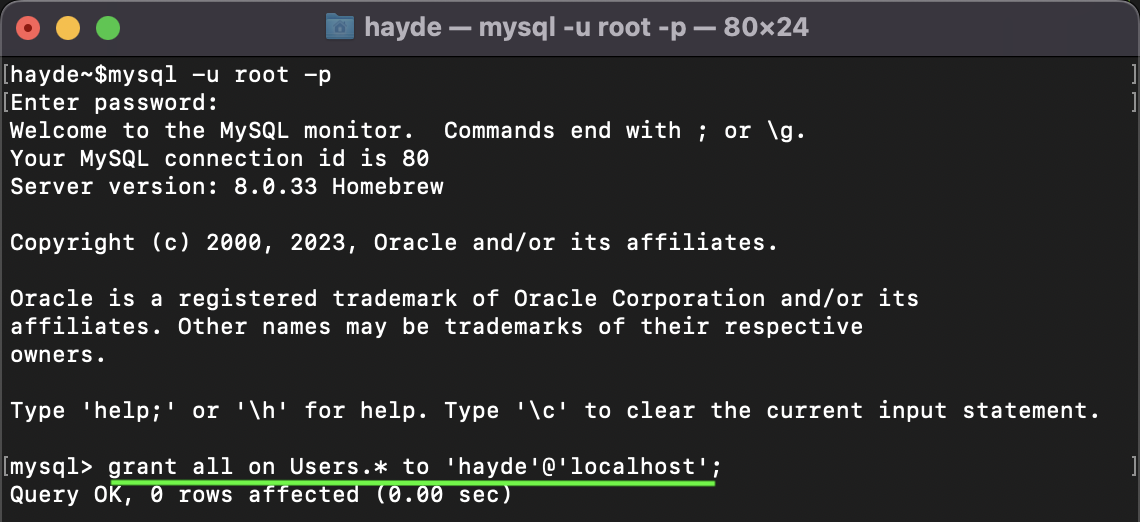 hayde — mysql -u root -p — 80×24
[hayde~$mysql -u root -p ]
[Enter password: ]
Welcome to the MySQL monitor.  Commands end with ; or \g.
Your MySQL connection id is 80
Server version: 8.0.33 Homebrew
Copyright (c) 2000, 2023, Oracle and/or its affiliates.
Oracle is a registered trademark of Oracle Corporation and/or its
affiliates. Other names may be trademarks of their respective
owners.
Type 'help;' or '\h' for help. Type '\c' to clear the current input statement.
[mysql> grant all on Users.* to 'hayde'@'localhost'; ]
Query OK, 0 rows affected (0.00 sec)